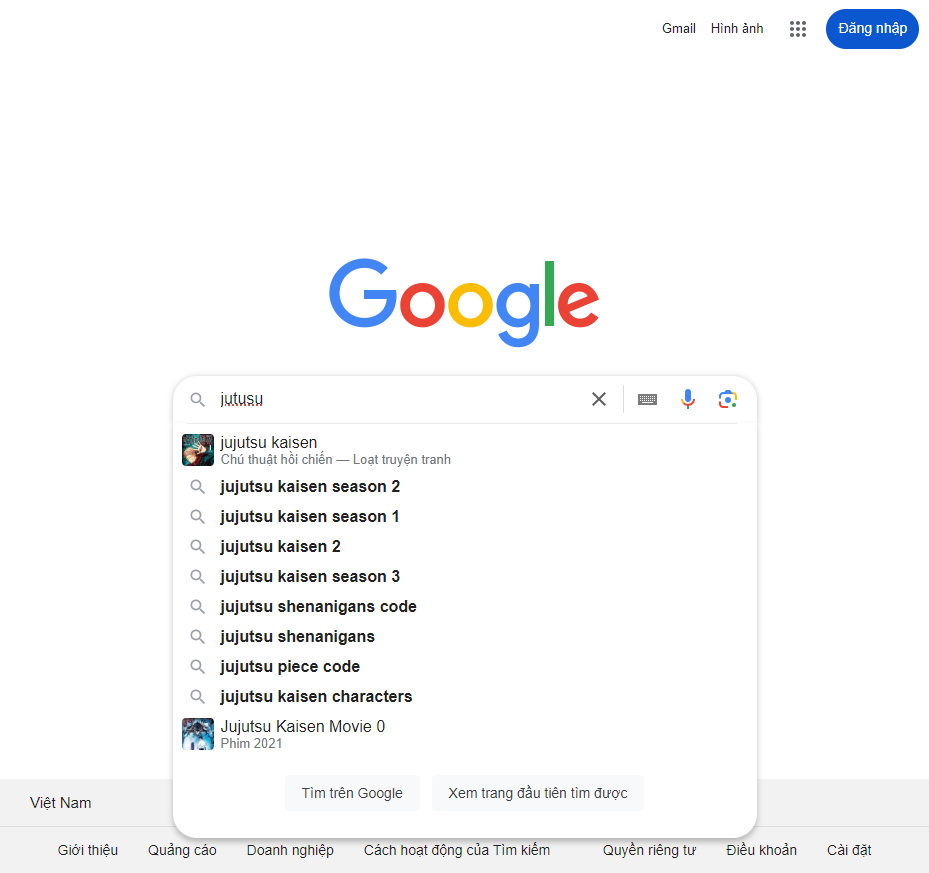 Gmail Hình ảnh Đăng nhập
Google
jutusu
jujutsu kaisen
Chú thuật hồi chiến — Loạt truyện tranh
jujutsu kaisen season 2
jujutsu kaisen season 1
jujutsu kaisen 2
jujutsu kaisen season 3
jujutsu shenanigans code
jujutsu shenanigans
jujutsu piece code
jujutsu kaisen characters
Jujutsu Kaisen Movie 0
Phim 2021
Tìm trên Google Xem trang đầu tiên tìm được
Việt Nam
Giới thiệu Quảng cáo Doanh nghiệp Cách hoạt động của Tìm kiếm Quyền riêng tư Điều khoản Cài đặt